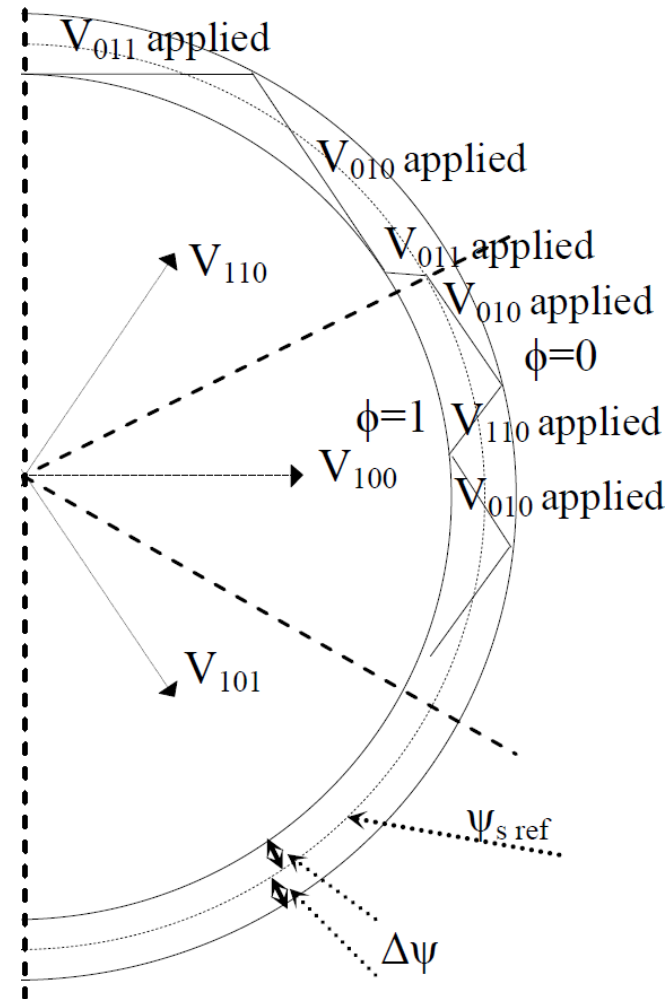 V₀₁₁ applied
V₀₁₀ applied
V₀₁₁ applied
V₁₁₀
V₀₁₀ applied
ϕ=0
ϕ=1
V₁₁₀ applied
V₁₀₀
V₀₁₀ applied
V₁₀₁
ψₛ ref
Δψ